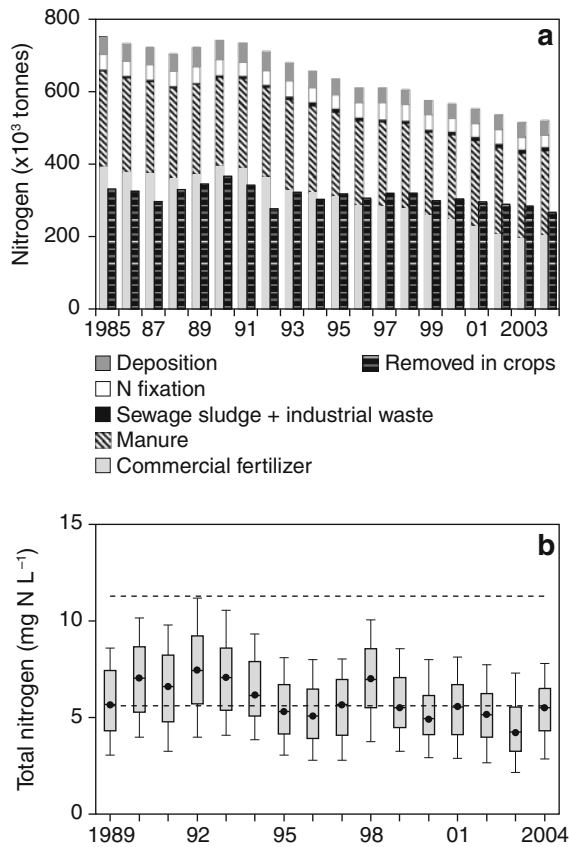 a
Nitrogen (x10³ tonnes)
800
600
400
200
0
1985 87 89 91 93 95 97 99 01 2003
Deposition
Removed in crops
N fixation
Sewage sludge + industrial waste
Manure
Commercial fertilizer
b
Total nitrogen (mg N L⁻¹)
15
10
5
0
1989 92 95 98 01 2004